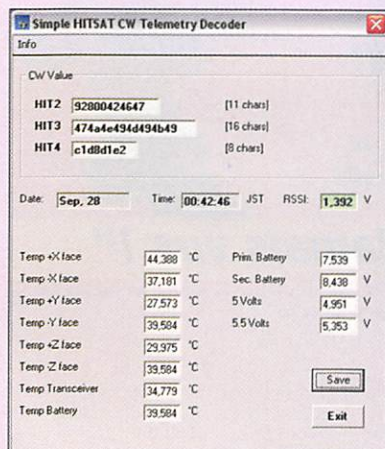 Simple HITSAT CW Telemetry Decoder
Info
CW Value
HIT2 92800424647 [11 chars]
HIT3 474a4e494d494b49 [16 chars]
HIT4 c1d8d1e2 [8 chars]
Date: Sep, 28 Time: 00:42:46 JST RSSI: 1,392 V
Temp +X face 44,388 °C Prim. Battery 7,539 V
Temp -X face 37,181 °C Sec. Battery 8,438 V
Temp +Y face 27,573 °C 5 Volts 4,951 V
Temp -Y face 39,584 °C 5.5 Volts 5,353 V
Temp +Z face 29,975 °C
Temp -Z face 39,584 °C
Temp Transceiver 34,779 °C
Temp Battery 39,584 °C
Save
Exit